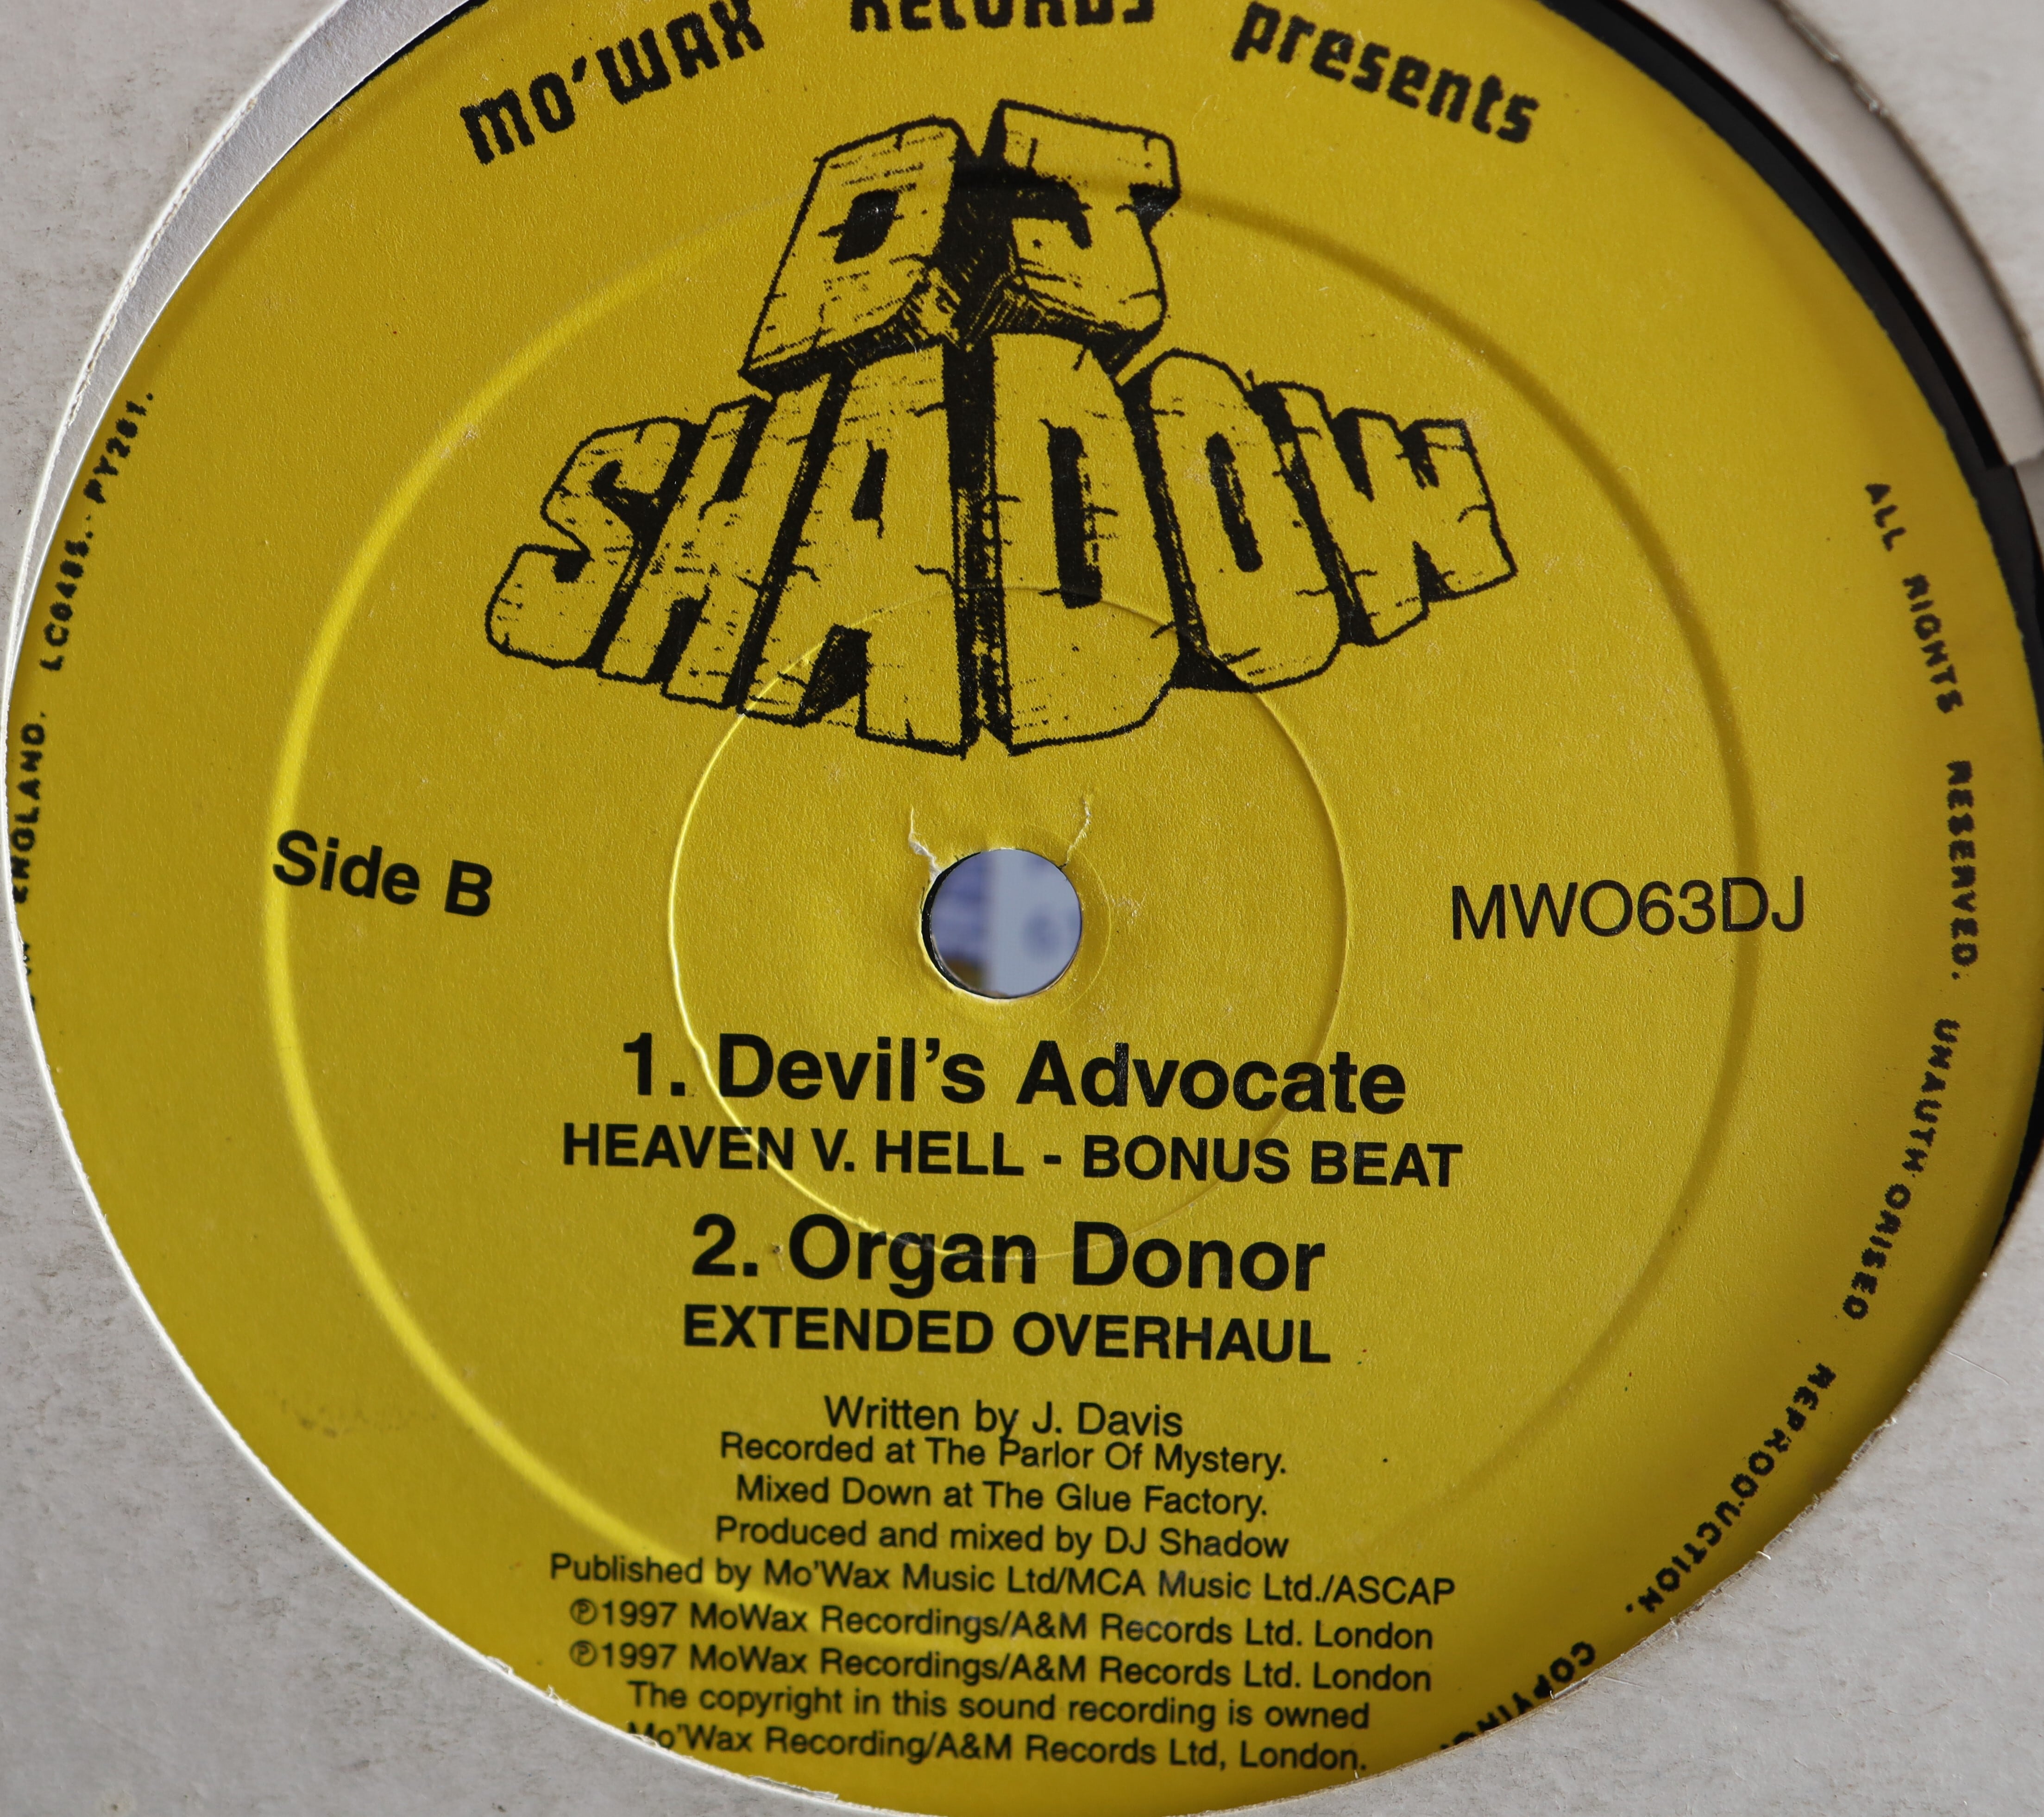 mo'wax RECORDS presents
DJ
SHADOW
Side B
MWO63DJ
1. Devil's Advocate
HEAVEN V. HELL - BONUS BEAT
2. Organ Donor
EXTENDED OVERHAUL
Written by J. Davis
Recorded at The Parlor Of Mystery.
Mixed Down at The Glue Factory.
Produced and mixed by DJ Shadow
Published by Mo'Wax Music Ltd/MCA Music Ltd./ASCAP
℗1997 MoWax Recordings/A&M Records Ltd. London
℗1997 MoWax Recordings/A&M Records Ltd. London
The copyright in this sound recording is owned
Mo'Wax Recording/A&M Records Ltd, London.
ENGLAND. LC0485. PY261.
ALL RIGHTS RESERVED. UNAUTHORISED REPRODUCTION. COPYING.